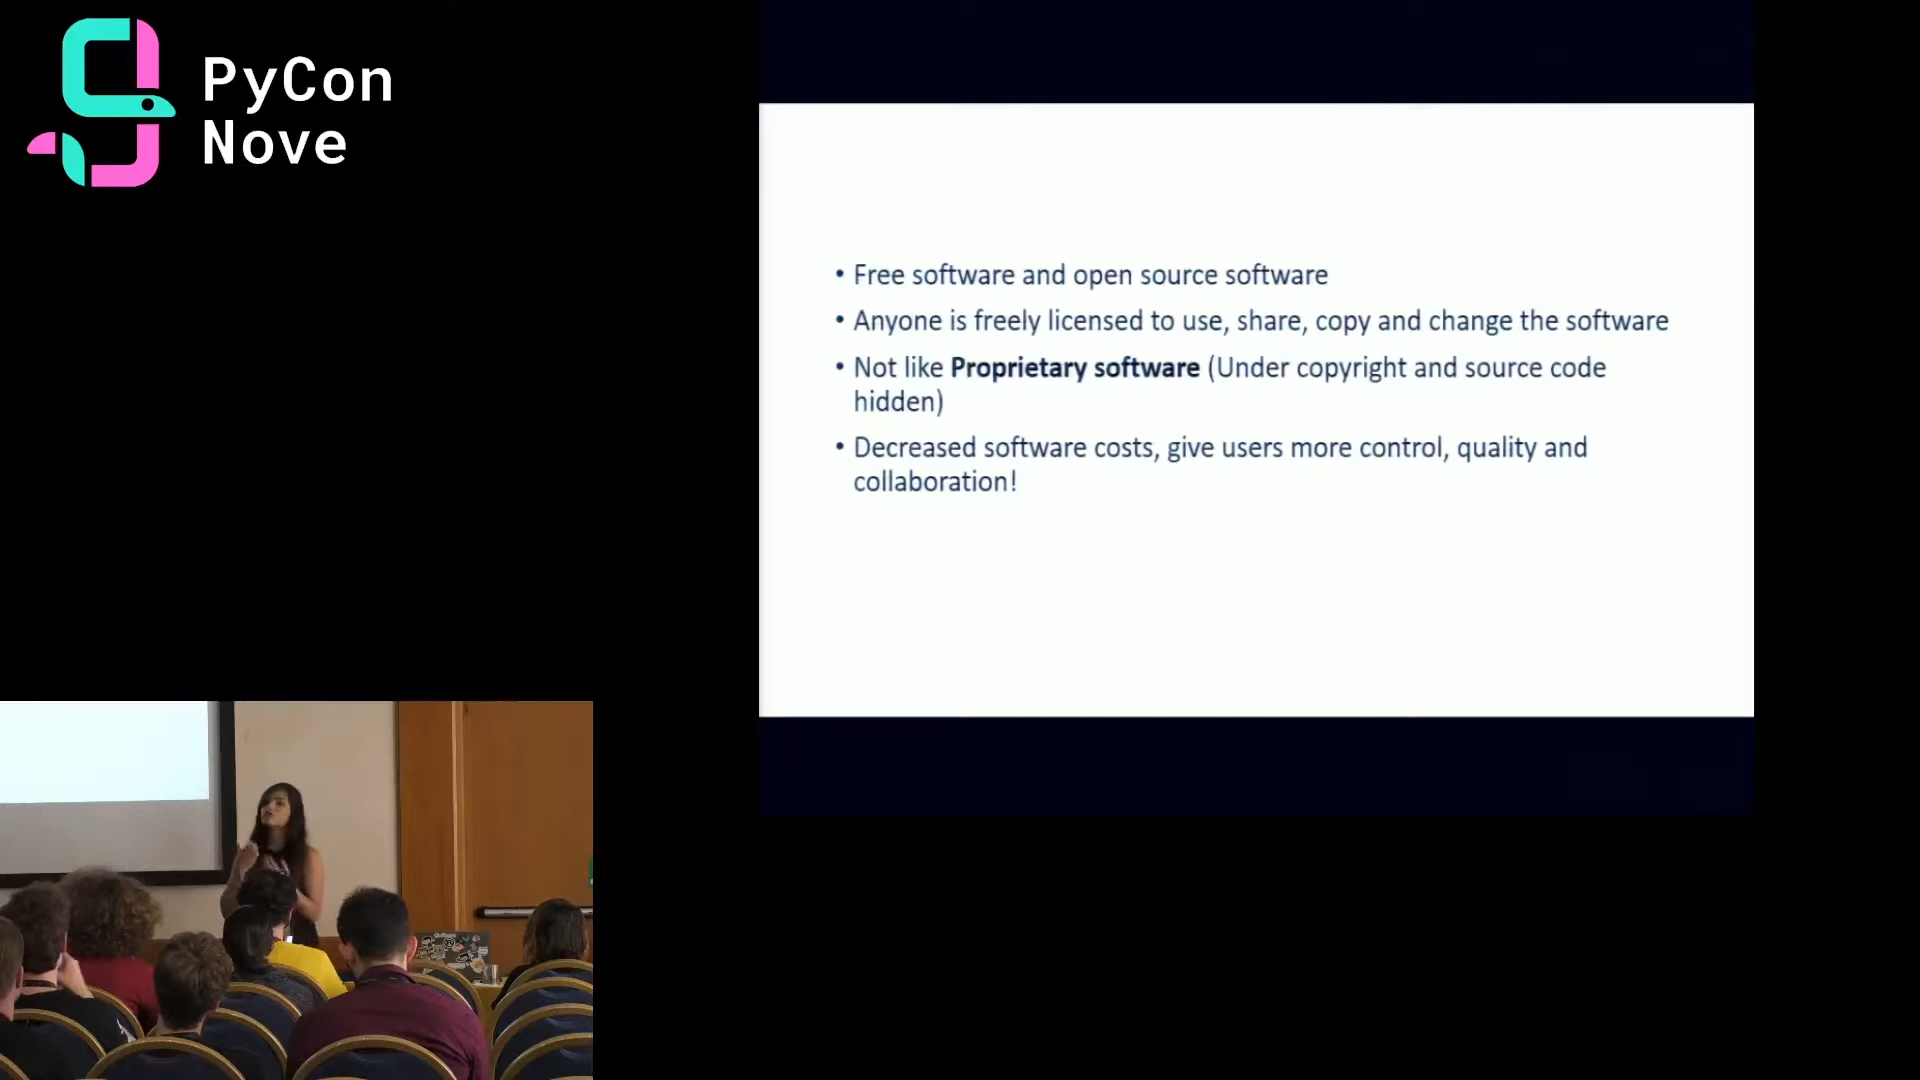 PyCon
Nove
• Free software and open source software
• Anyone is freely licensed to use, share, copy and change the software
• Not like Proprietary software (Under copyright and source code
hidden)
• Decreased software costs, give users more control, quality and
collaboration!